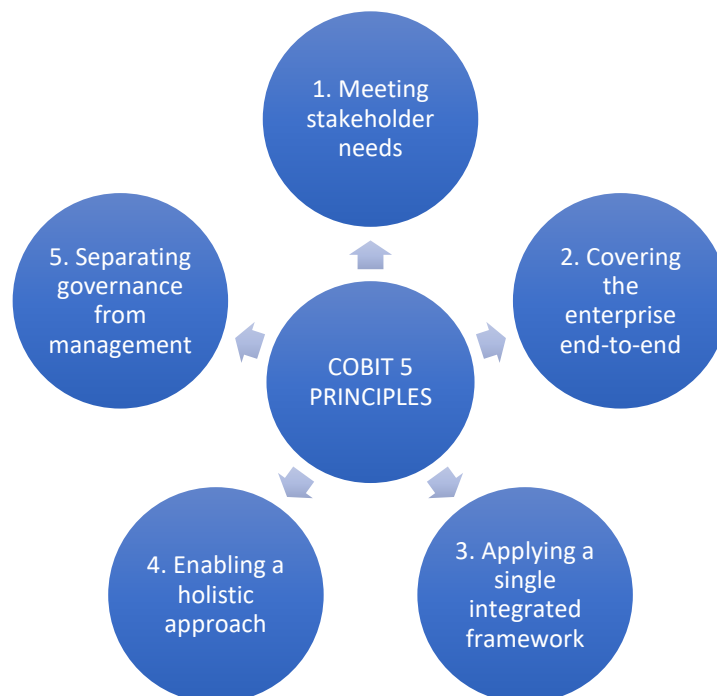 1. Meeting
stakeholder
needs
5. Separating
governance
from
management
2. Covering
the
enterprise
end-to-end
COBIT 5
PRINCIPLES
4. Enabling a
holistic
approach
3. Applying a
single
integrated
framework